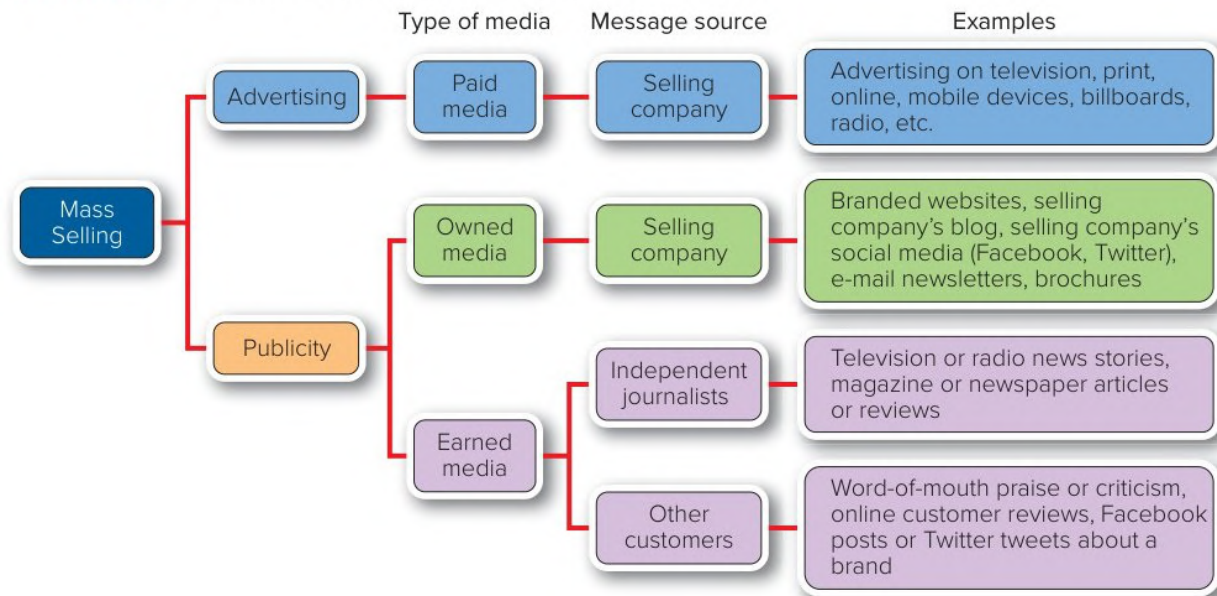 Type of media
Message source
Examples
Advertising
Paid
media
Selling
company
Advertising on television, print,
online, mobile devices, billboards,
radio, etc.
Mass
Selling
Owned
media
Selling
company
Branded websites, selling
company’s blog, selling company’s
social media (Facebook, Twitter),
e-mail newsletters, brochures
Publicity
Independent
journalists
Television or radio news stories,
magazine or newspaper articles
or reviews
Earned
media
Other
customers
Word-of-mouth praise or criticism,
online customer reviews, Facebook
posts or Twitter tweets about a
brand